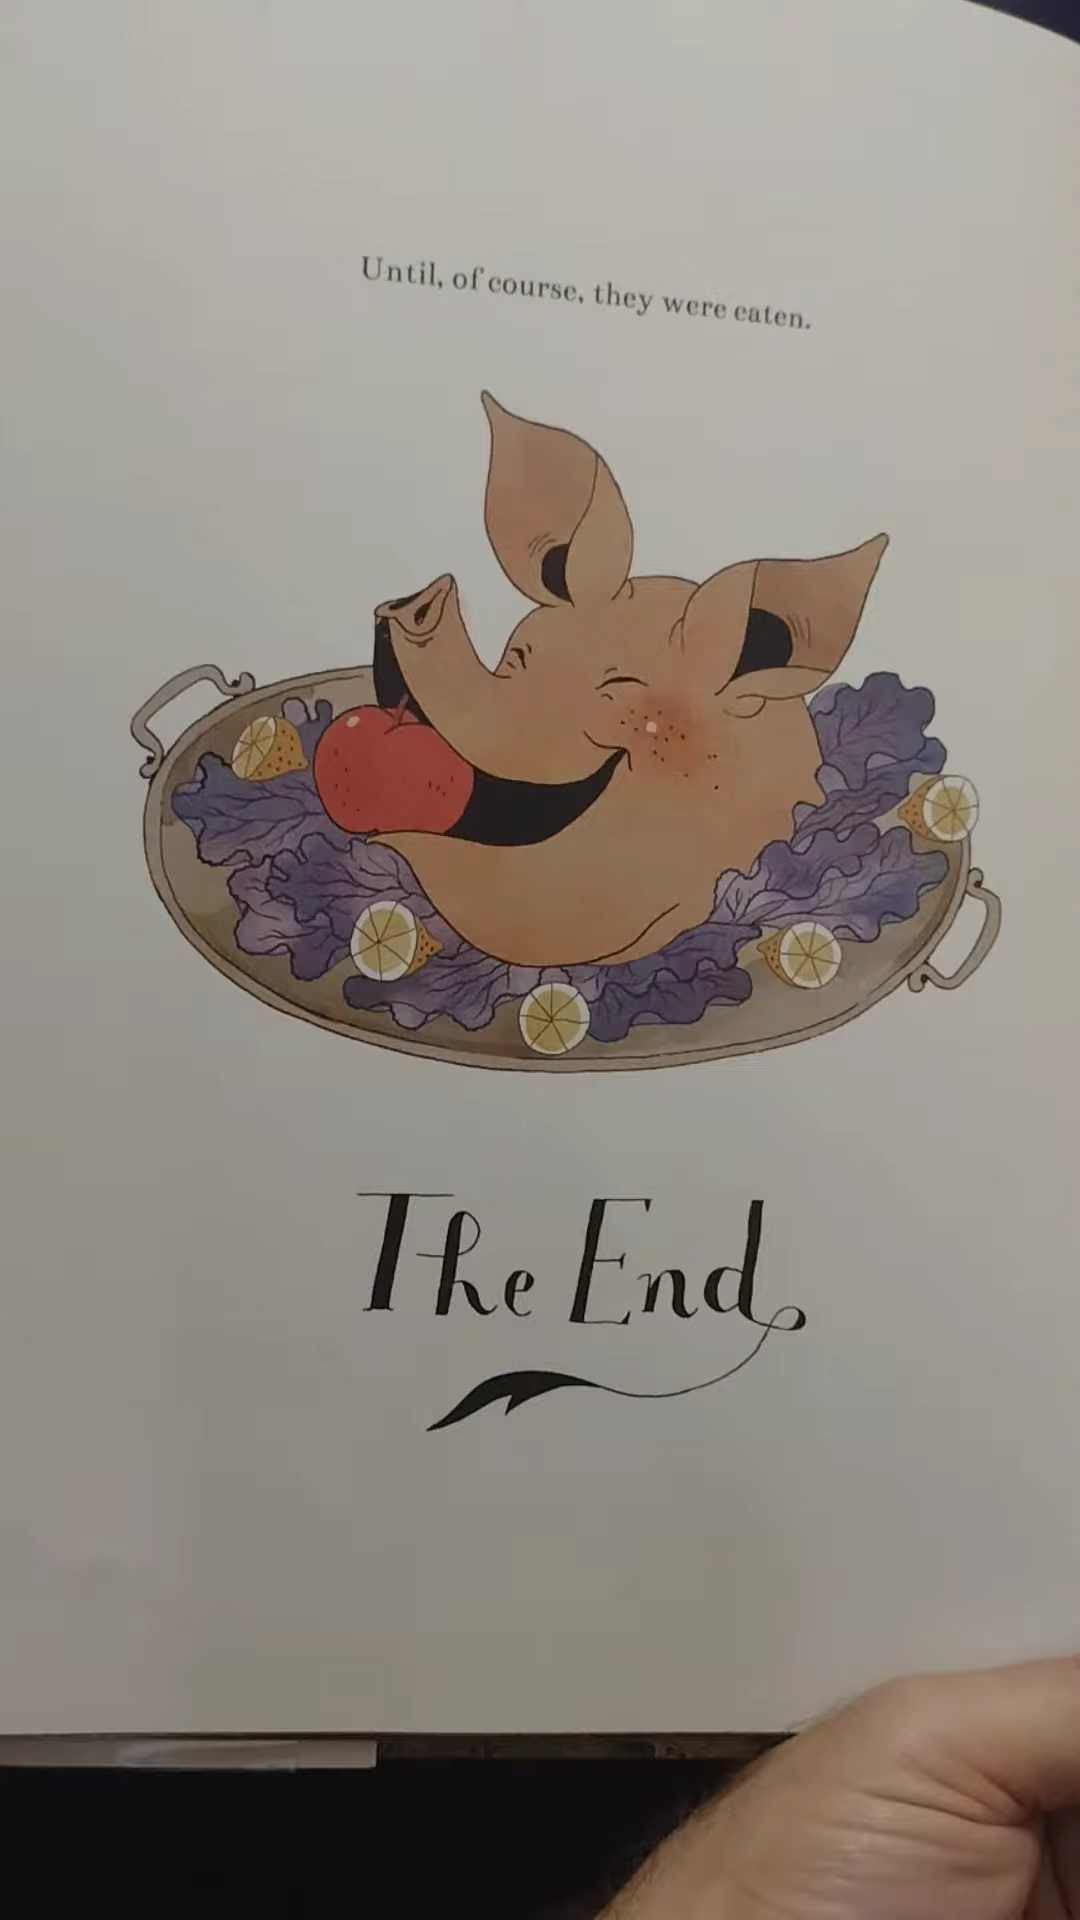 Until, of course, they were eaten.
The End